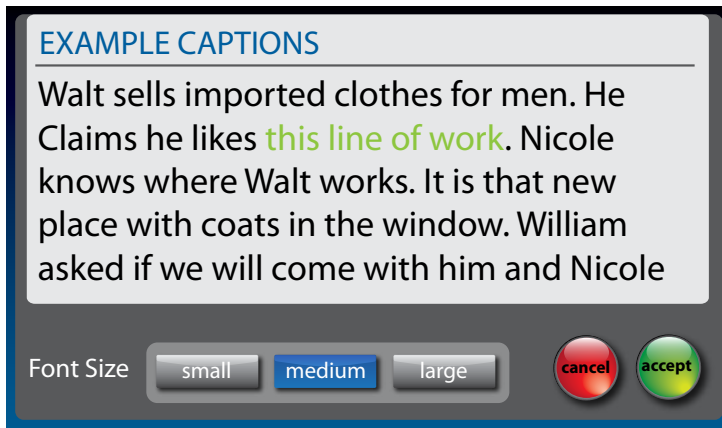 EXAMPLE CAPTIONS
Walt sells imported clothes for men. He
Claims he likes this line of work. Nicole
knows where Walt works. It is that new
place with coats in the window. William
asked if we will come with him and Nicole
Font Size small medium large cancel accept